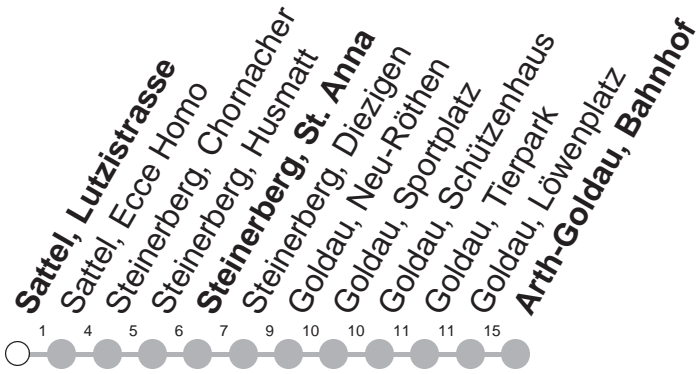 Sattel, Lutzistrasse
Sattel, Ecce Homo
Steinerberg, Chornacher
Steinerberg, Husmatt
Steinerberg, St. Anna
Steinerberg, Diezigen
Goldau, Neu-Röthen
Goldau, Sportplatz
Goldau, Schützenhaus
Goldau, Tierpark
Goldau, Löwenplatz
Arth-Goldau, Bahnhof
1 4 5 6 7 9 10 10 11 11 15